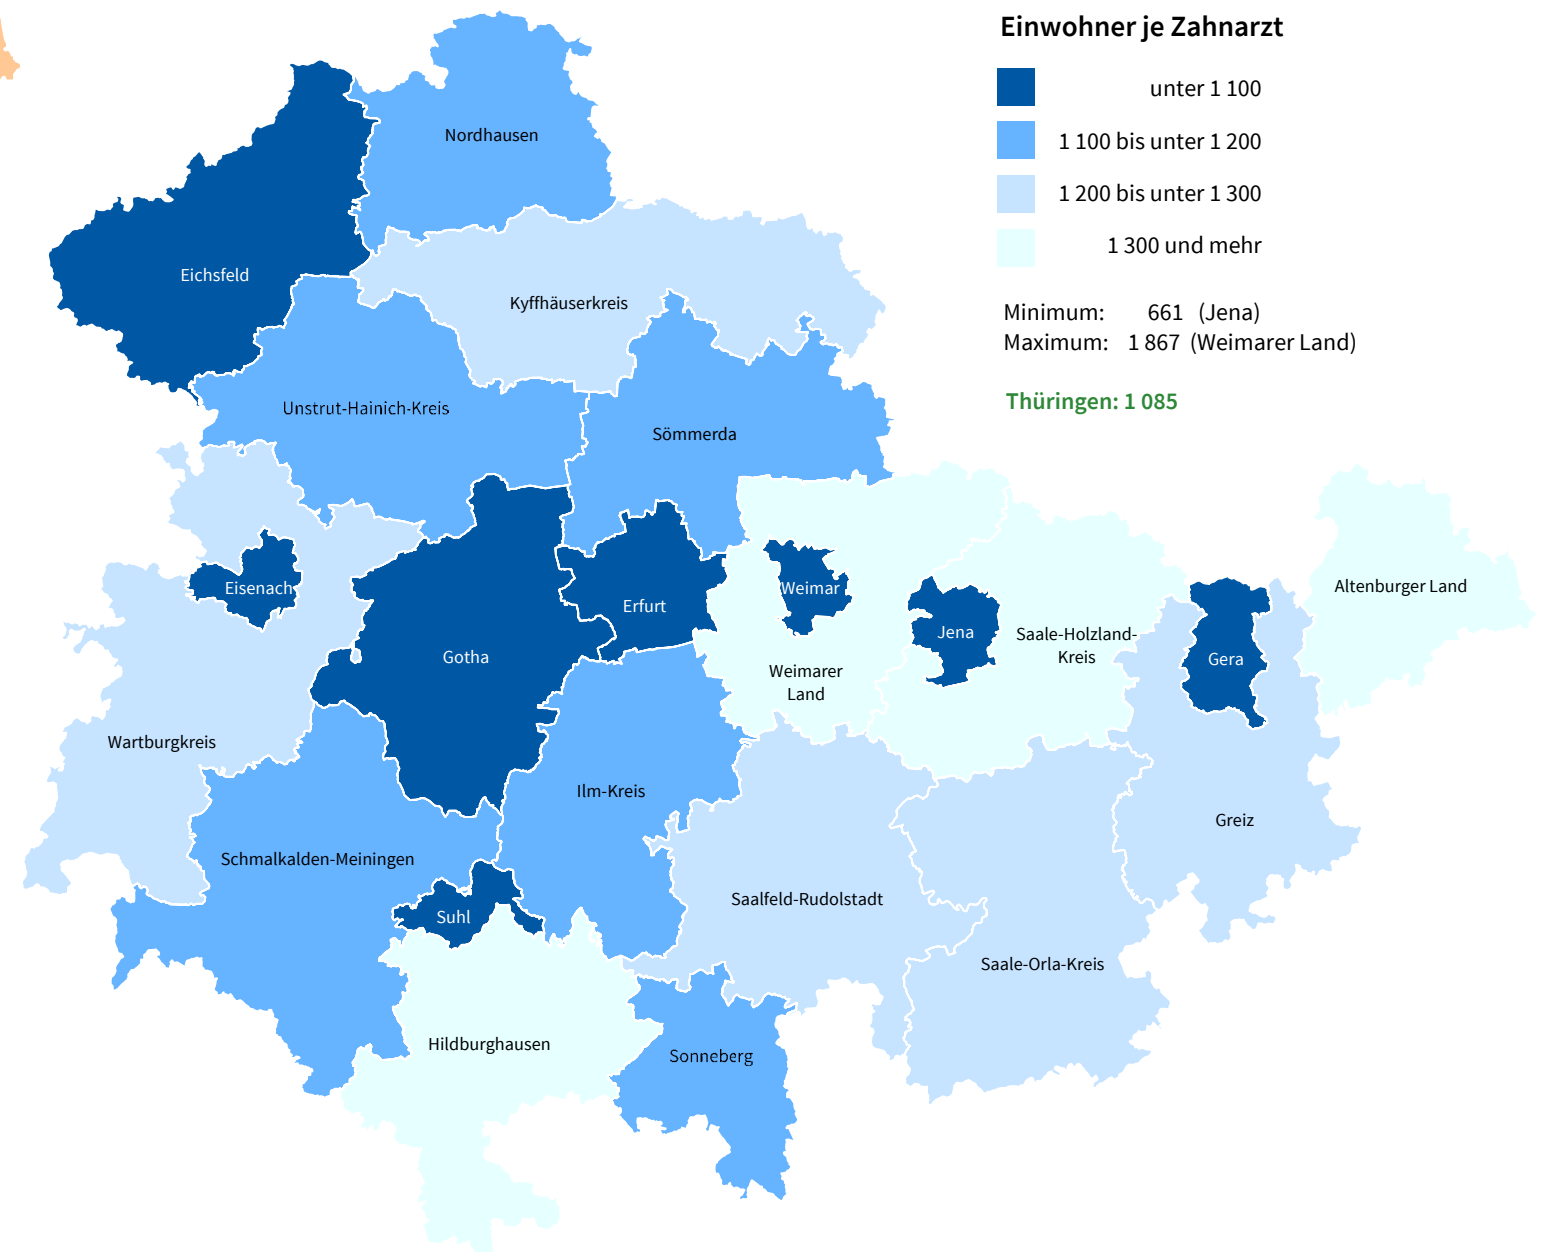 Einwohner je Zahnarzt
unter 1 100
1 100 bis unter 1 200
1 200 bis unter 1 300
1 300 und mehr
Minimum: 661 (Jena)
Maximum: 1 867 (Weimarer Land)
Thüringen: 1 085
Nordhausen
Eichsfeld
Kyffhäuserkreis
Unstrut-Hainich-Kreis
Sömmerda
Eisenach
Erfurt
Weimar
Altenburger Land
Jena
Saale-Holzland-
Kreis
Gotha
Gera
Weimarer
Land
Wartburgkreis
Ilm-Kreis
Greiz
Schmalkalden-Meiningen
Saalfeld-Rudolstadt
Suhl
Saale-Orla-Kreis
Hildburghausen
Sonneberg